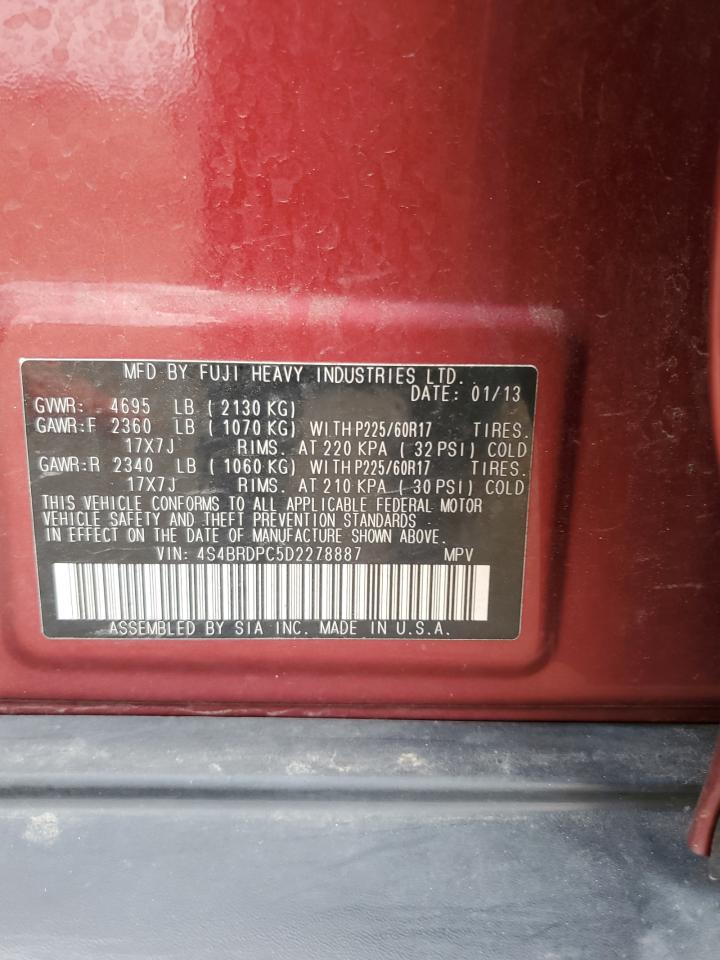 MFD BY FUJI HEAVY INDUSTRIES LTD.
DATE: 01/13
GVWR: 4695 LB ( 2130 KG)
GAWR:F 2360 LB ( 1070 KG) WITH P225/60R17 TIRES.
17X7J RIMS. AT 220 KPA ( 32 PSI) COLD
GAWR:R 2340 LB ( 1060 KG) WITH P225/60R17 TIRES.
17X7J RIMS. AT 210 KPA ( 30 PSI) COLD
THIS VEHICLE CONFORMS TO ALL APPLICABLE FEDERAL MOTOR
VEHICLE SAFETY AND THEFT PREVENTION STANDARDS
IN EFFECT ON THE DATE OF MANUFACTURE SHOWN ABOVE.
VIN: 4S4BRDPC5D2278887 MPV
ASSEMBLED BY SIA INC. MADE IN U.S.A.